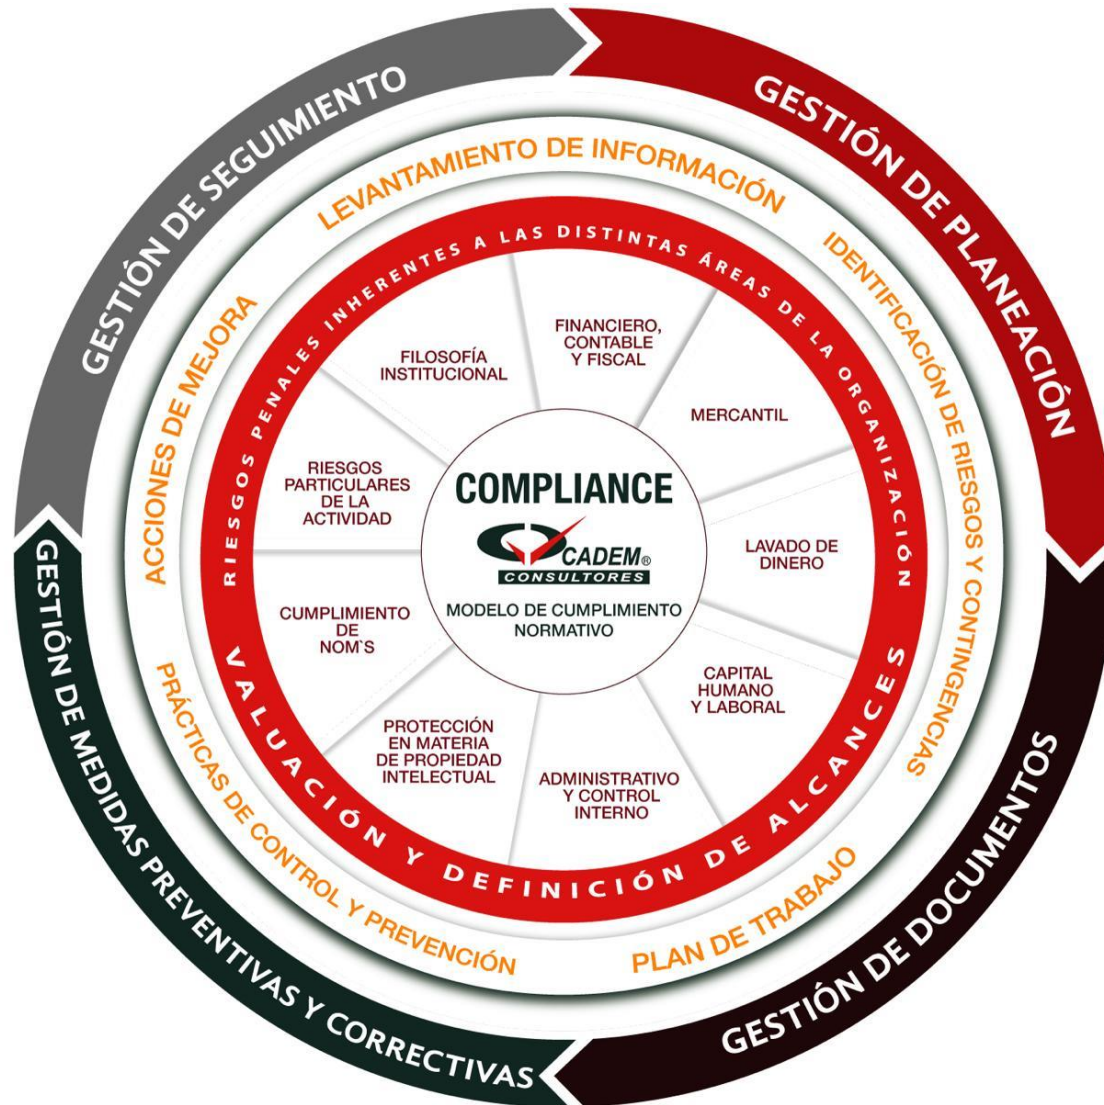 GESTIÓN DE SEGUIMIENTO
GESTIÓN DE PLANEACIÓN
GESTIÓN DE DOCUMENTOS
GESTIÓN DE MEDIDAS PREVENTIVAS Y CORRECTIVAS
LEVANTAMIENTO DE INFORMACIÓN
IDENTIFICACIÓN DE RIESGOS Y CONTINGENCIAS
PLAN DE TRABAJO
PRÁCTICAS DE CONTROL Y PREVENCIÓN
ACCIONES DE MEJORA
RIESGOS PENALES INHERENTES A LAS DISTINTAS ÁREAS DE LA ORGANIZACIÓN
VALUACIÓN Y DEFINICIÓN DE ALCANCES
FILOSOFÍA
INSTITUCIONAL
FINANCIERO,
CONTABLE
Y FISCAL
MERCANTIL
LAVADO DE
DINERO
CAPITAL
HUMANO
Y LABORAL
ADMINISTRATIVO
Y CONTROL
INTERNO
PROTECCIÓN
EN MATERIA
DE PROPIEDAD
INTELECTUAL
CUMPLIMIENTO
DE
NOM`S
RIESGOS
PARTICULARES
DE LA
ACTIVIDAD
COMPLIANCE
CADEM®
CONSULTORES
MODELO DE CUMPLIMIENTO
NORMATIVO